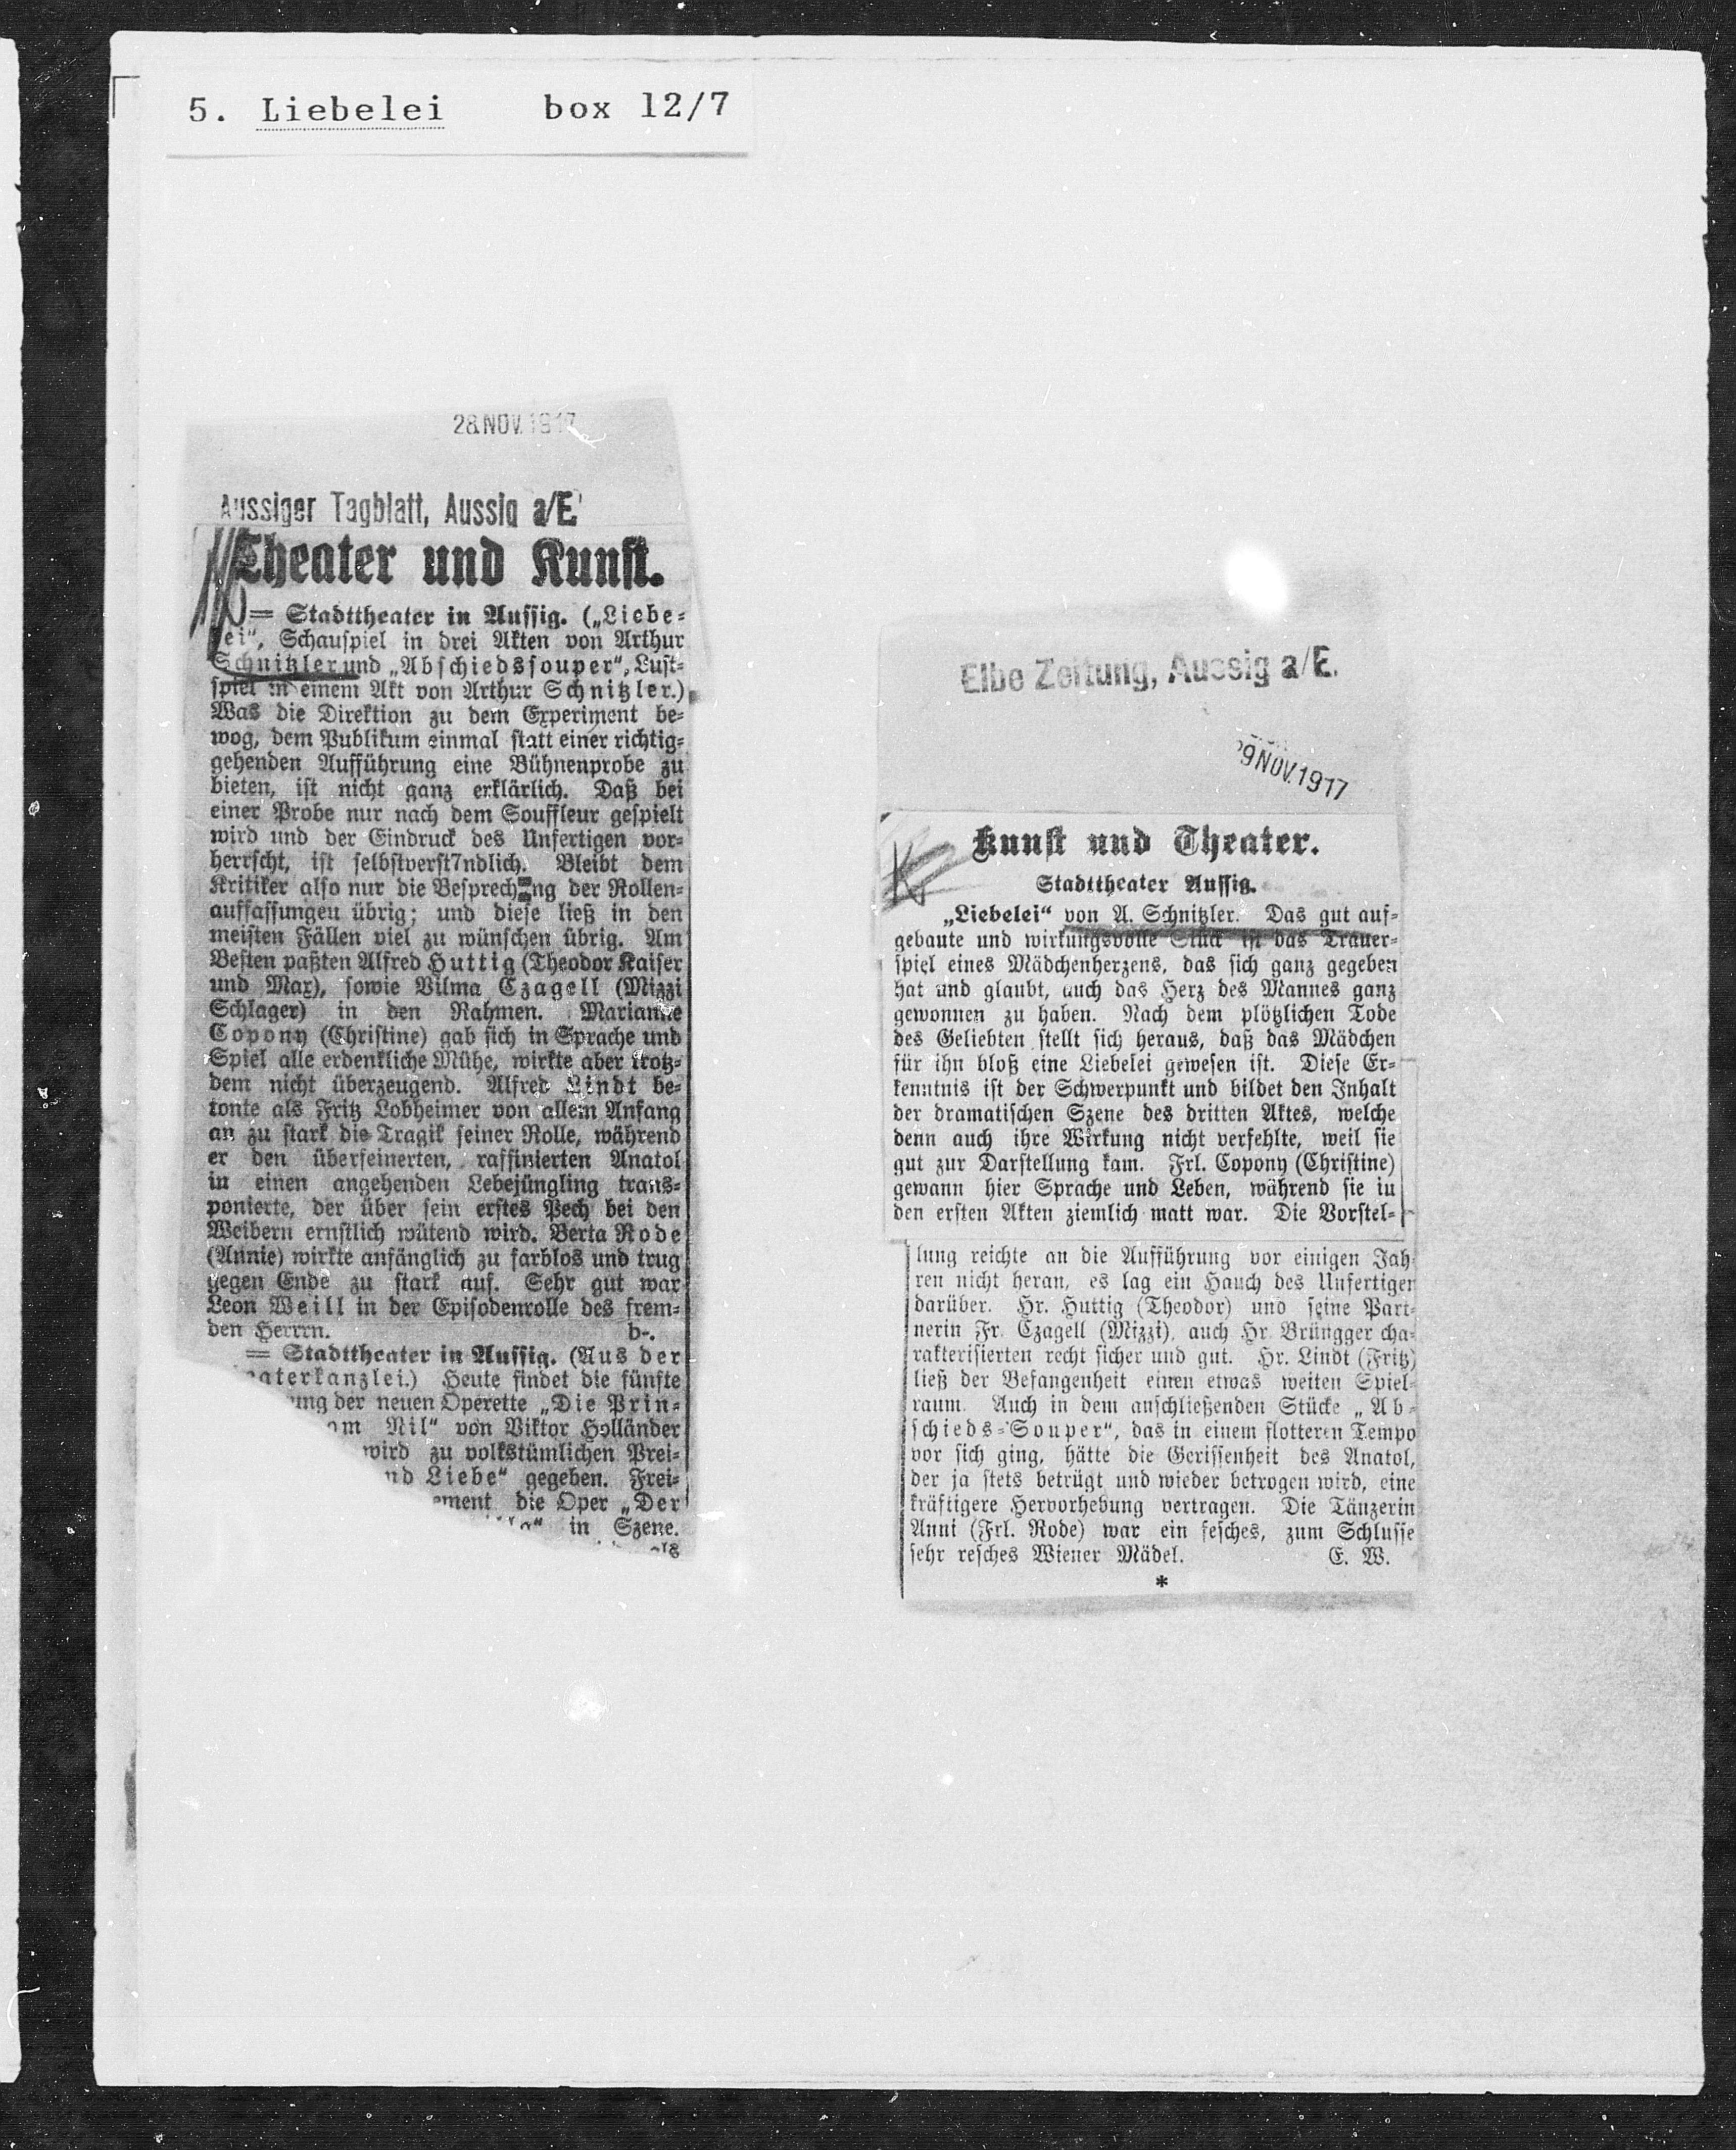 5. Liebelei box 12/7
28.NOV.1917
Aussiger Tagblatt, Aussig a/E.
Theater und Kunst.
= Stadttheater in Aussig. („Liebe-
lei“, Schauspiel in drei Akten von Arthur
Schnitzler und „Abschiedssouper“, Lust-
spiel in einem Akt von Arthur Schnitzler.)
Was die Direktion zu dem Experiment be-
wog, dem Publikum einmal statt einer richtig-
gehenden Aufführung eine Bühnenprobe zu
bieten, ist nicht ganz erklärlich. Daß bei
einer Probe nur nach dem Souffleur gespielt
wird und der Eindruck des Unfertigen vor-
herrscht, ist selbstverst7ndlich. Bleibt dem
Kritiker also nur die Besprechung der Rollen-
auffassungen übrig; und diese ließ in den
meisten Fällen viel zu wünschen übrig. Am
Besten paßten Alfred Huttig (Theodor Kaiser
und Max), sowie Vilma Czagell (Mizzi
Schlager) in den Rahmen. Marianne
Copony (Christine) gab sich in Sprache und
Spiel alle erdenkliche Mühe, wirkte aber trotz-
dem nicht überzeugend. Alfred Lindt be-
tonte als Fritz Lobheimer von allem Anfang
an zu stark die Tragik seiner Rolle, während
er den überfeinerten, raffinierten Anatol
in einen angehenden Lebejüngling trans-
ponierte, der über sein erstes Pech bei den
Weibern ernstlich wütend wird. Berta Rode
(Annie) wirkte anfänglich zu farblos und trug
gegen Ende zu stark auf. Sehr gut war
Leon Weill in der Episodenrolle des frem-
den Herrrn. b-.
= Stadttheater in Aussig. (Aus der
aterkanzlei.) Heute findet die fünfte
ung der neuen Operette „Die Prin-
om Nil“ von Viktor Holländer
wird zu volkstümlichen Prei-
nd Liebe“ gegeben. Frei-
ement die Oper „Der
“ in Szene.
als
Elbe Zeitung, Aussig a/E.
29NOV.1917
Kunst und Theater.
Stadttheater Aussig.
„Liebelei“ von A. Schnitzler. Das gut auf-
gebaute und wirkungsvolle Stück ist das Trauer-
spiel eines Mädchenherzens, das sich ganz gegeben
hat und glaubt, auch das Herz des Mannes ganz
gewonnen zu haben. Nach dem plötzlichen Tode
des Geliebten stellt sich heraus, daß das Mädchen
für ihn bloß eine Liebelei gewesen ist. Diese Er-
kenntnis ist der Schwerpunkt und bildet den Inhalt
der dramatischen Szene des dritten Aktes, welche
denn auch ihre Wirkung nicht verfehlte, weil sie
gut zur Darstellung kam. Frl. Copony (Christine)
gewann hier Sprache und Leben, während sie in
den ersten Akten ziemlich matt war. Die Vorstel-
lung reichte an die Aufführung vor einigen Jah-
ren nicht heran, es lag ein Hauch des Unfertigen
darüber. Hr. Huttig (Theodor) und seine Part-
nerin Fr. Czagell (Mizzi), auch Hr. Brüngger cha-
rakterisierten recht sicher und gut. Hr. Lindt (Fritz)
ließ der Befangenheit einen etwas weiten Spiel-
raum. Auch in dem anschließenden Stücke „Ab-
schieds-Souper“, das in einem flotteren Tempo
vor sich ging, hätte die Gerissenheit des Anatol,
der ja stets betrügt und wieder betrogen wird, eine
kräftigere Hervorhebung vertragen. Die Tänzerin
Anni (Frl. Rode) war ein fesches, zum Schlusse
sehr resches Wiener Mädel. E. W.
*